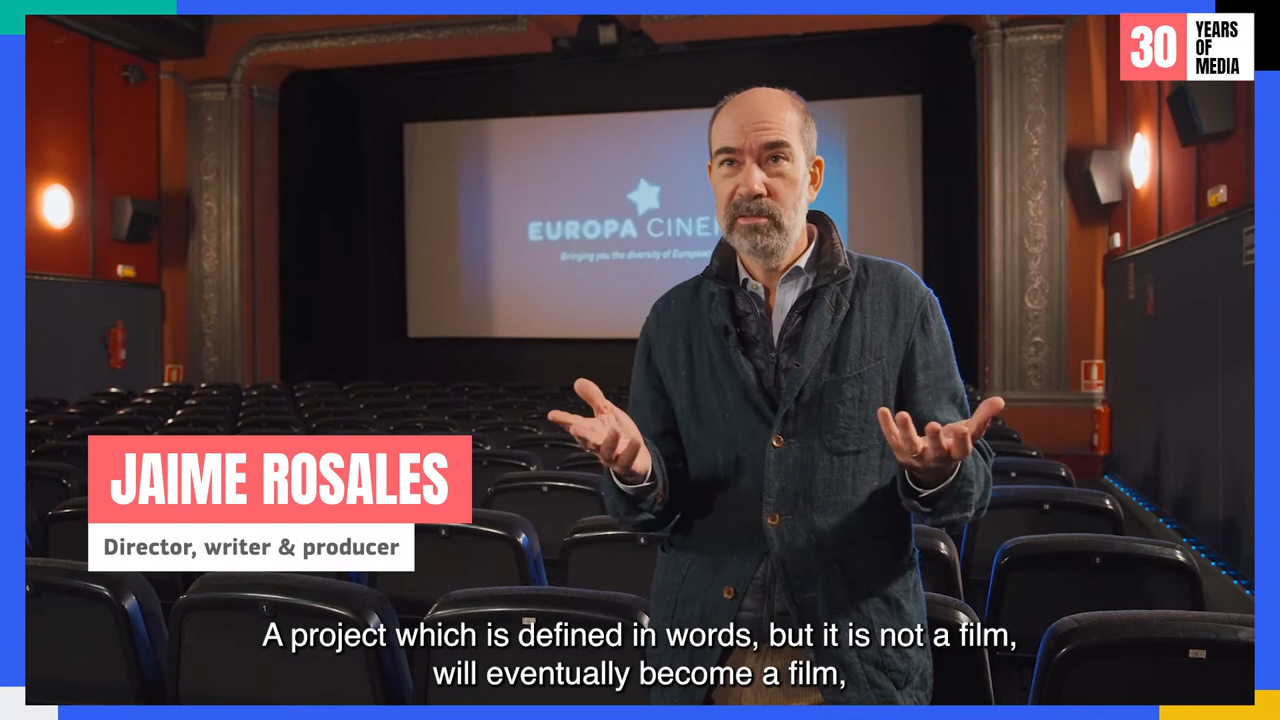 30
YEARS
OF
MEDIA
EUROPA CINE
Bringing you the diversity of European
JAIME ROSALES
Director, writer & producer
A project which is defined in words, but it is not a film,
will eventually become a film,